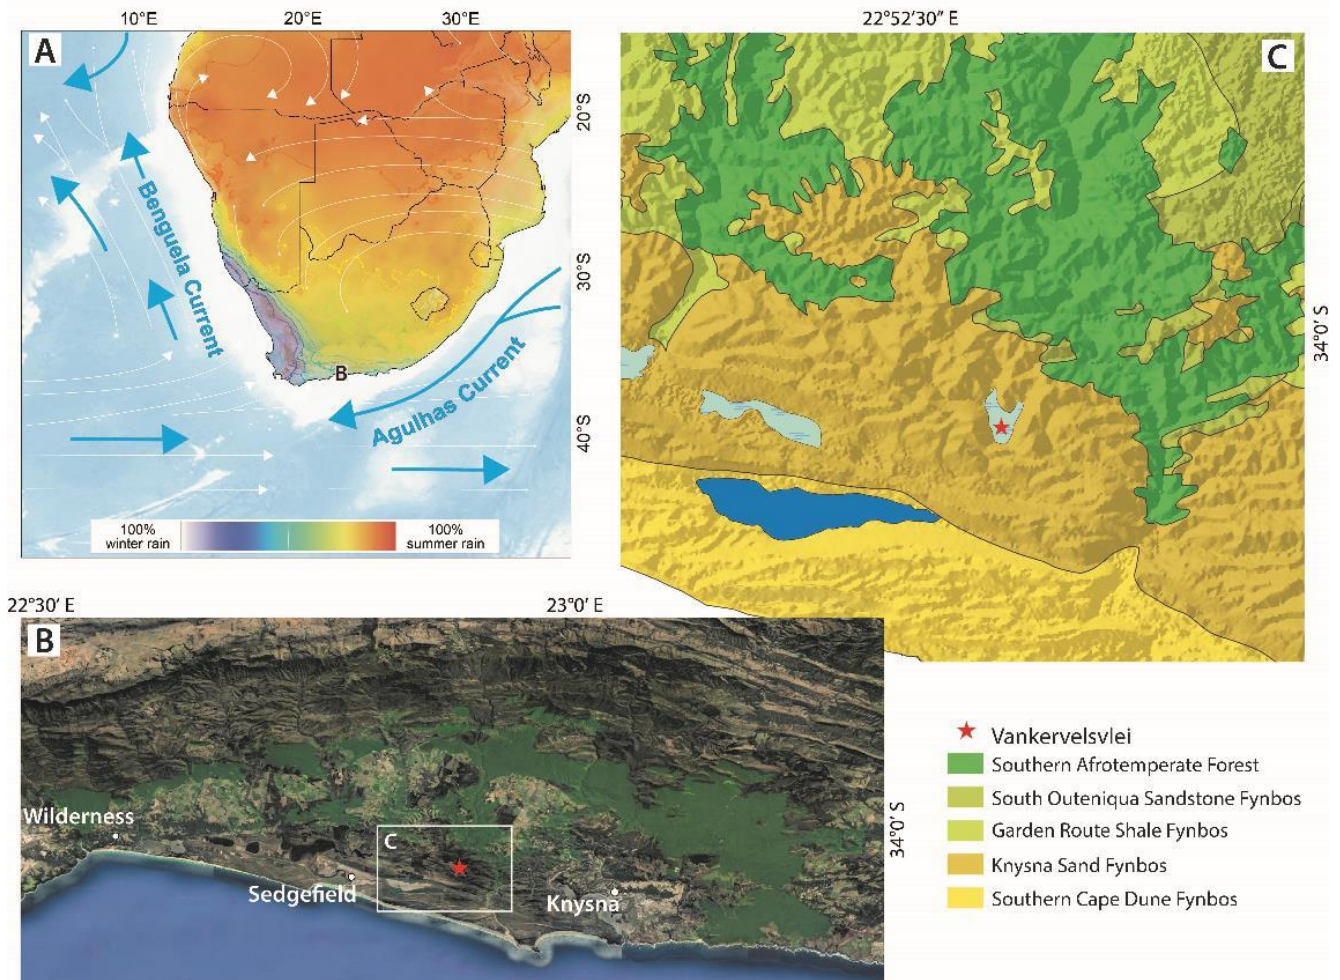 10°E 20°E 30°E
A
20°S
30°S
40°S
Benguela Current
Agulhas Current
B
100%
winter rain
100%
summer rain
22°52'30" E
C
34°0' S
22°30' E 23°0' E
B
Wilderness
Sedgefield
C
Knysna
34°0' S
Vankervelsvlei
Southern Afrotemperate Forest
South Outeniqua Sandstone Fynbos
Garden Route Shale Fynbos
Knysna Sand Fynbos
Southern Cape Dune Fynbos